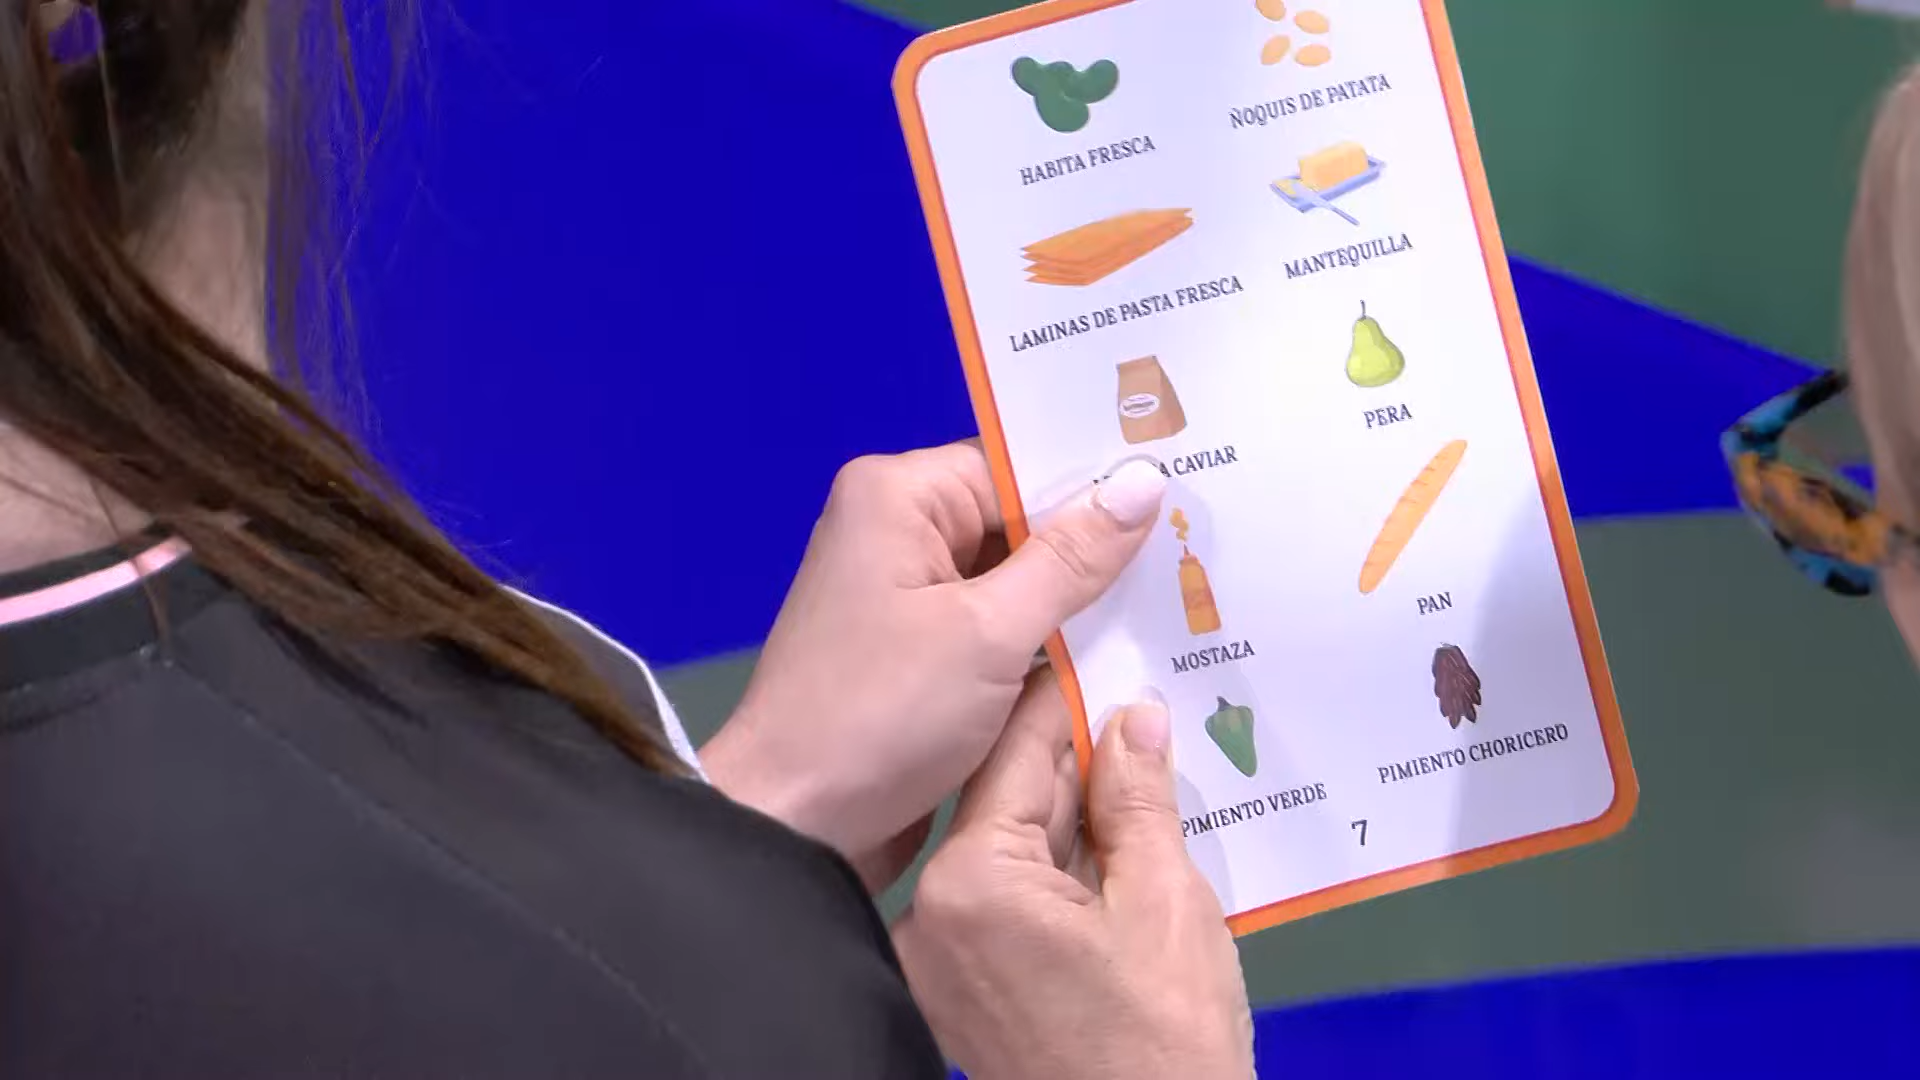 HABITA FRESCA
ÑOQUIS DE PATATA
LAMINAS DE PASTA FRESCA
MANTEQUILLA
CAVIAR
PERA
MOSTAZA
PAN
PIMIENTO VERDE
PIMIENTO CHORICERO
7